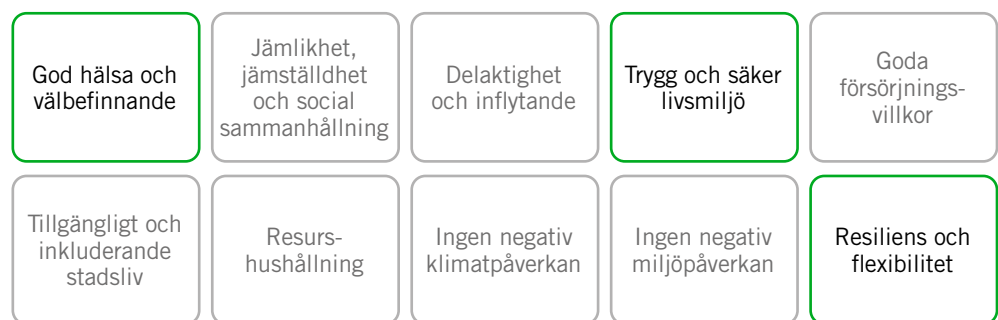 God hälsa och
välbefinnande
Jämlikhet,
jämställdhet
och social
sammanhållning
Delaktighet
och inflytande
Trygg och säker
livsmiljö
Goda
försörjnings-
villkor
Tillgängligt och
inkluderande
stadsliv
Resurs-
hushållning
Ingen negativ
klimatpåverkan
Ingen negativ
miljöpåverkan
Resiliens och
flexibilitet